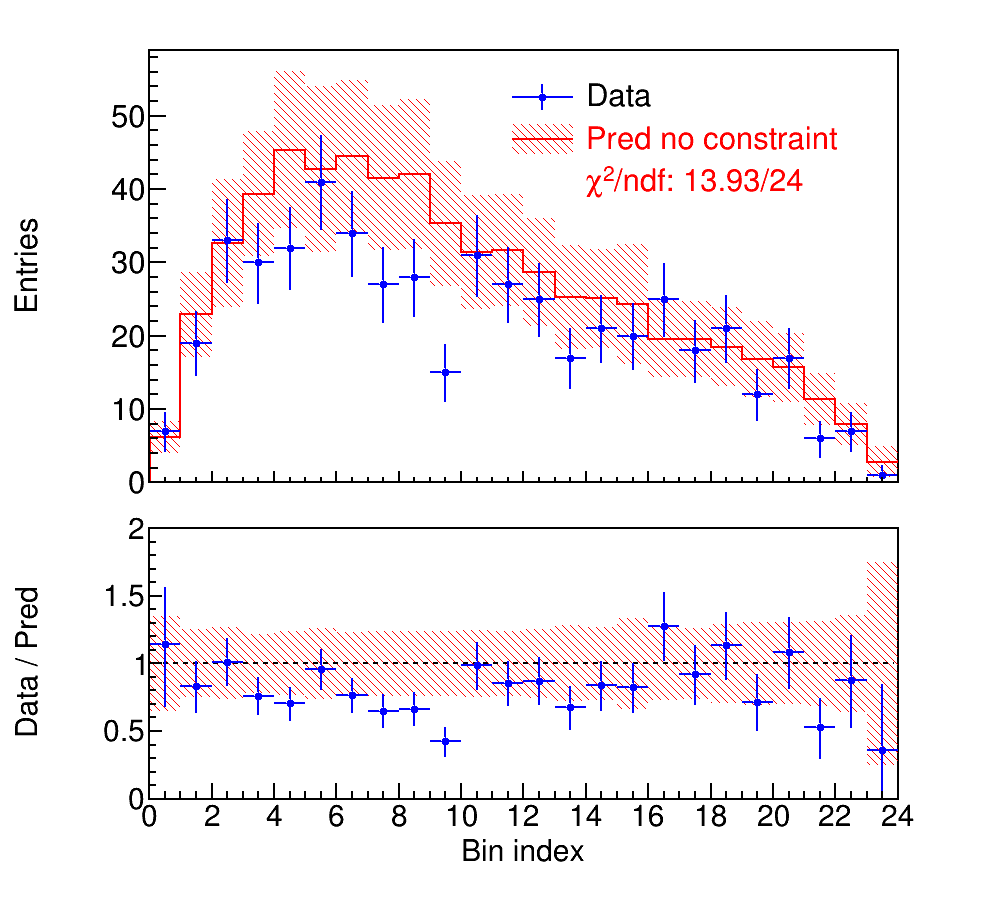 Entries
50
40
30
20
10
0
Data
Pred no constraint
χ²/ndf: 13.93/24
Data / Pred
2
1.5
1
0.5
0
0 2 4 6 8 10 12 14 16 18 20 22 24
Bin index